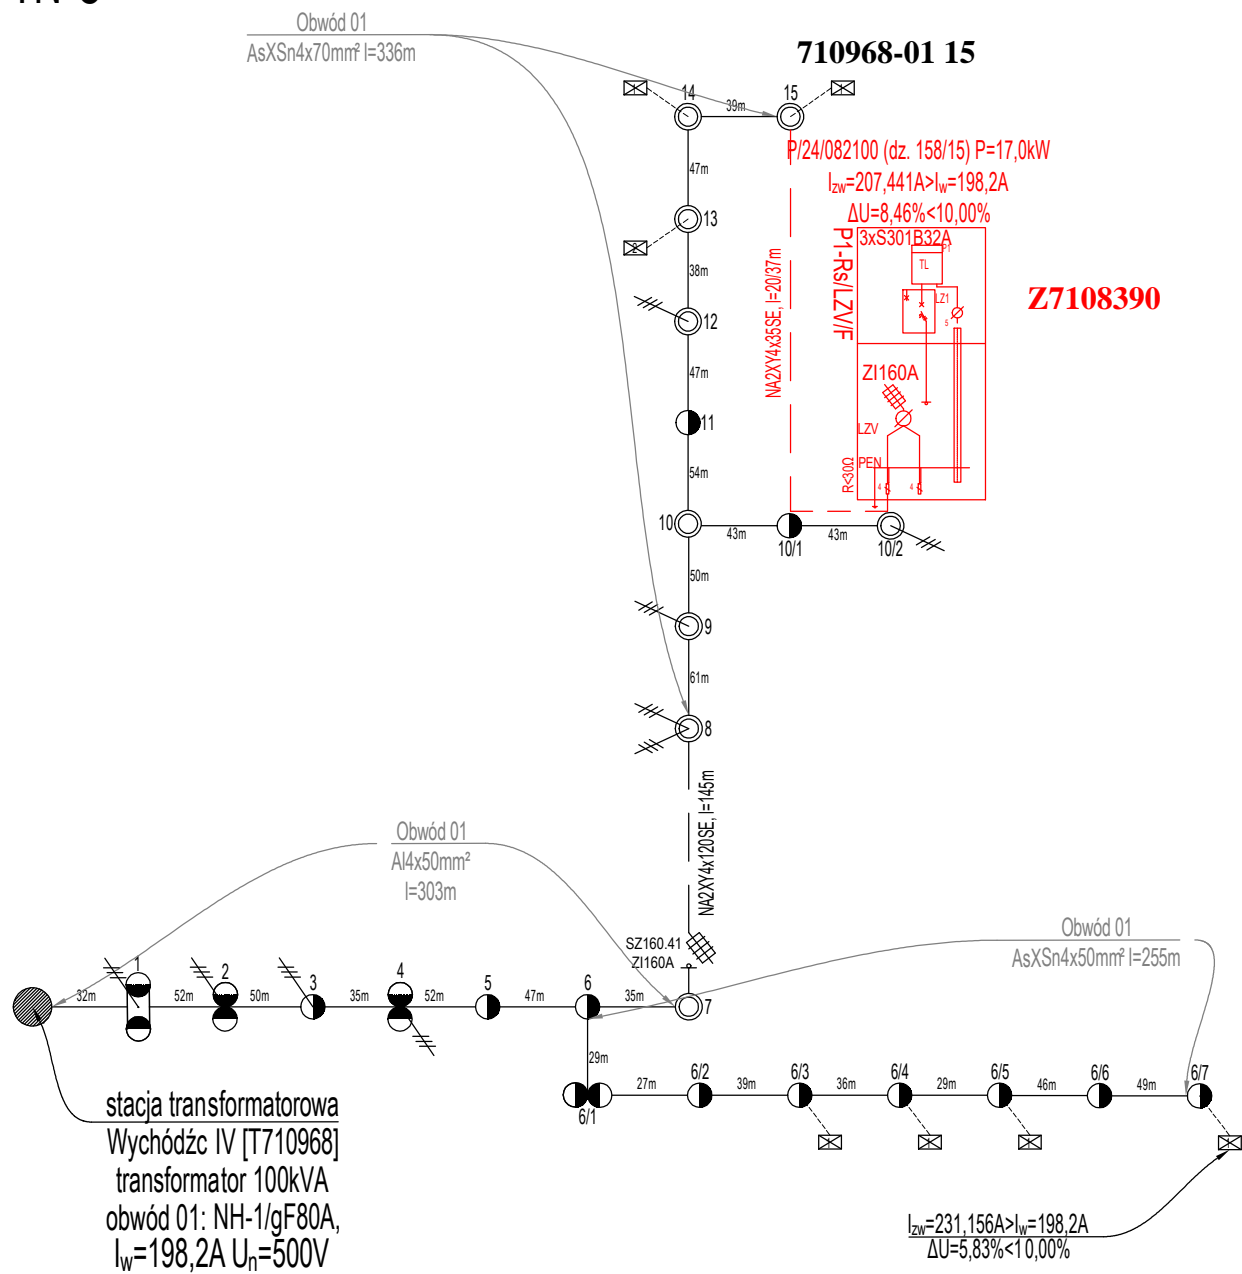 Obwód 01
AsXSn4x70mm² l=336m
710968-01 15
14
39m
15
P/24/082100 (dz. 158/15) P=17,0kW
Izw=207,441A>Iw=198,2A
ΔU=8,46%<10,00%
47m
13
2
38m
12
47m
11
54m
10
43m
10/1
43m
10/2
NA2XY4x35SE, l=20/37m
P1-Rs/LZV/F
3xS301B32A
P1
TL
LZ1
5
ZI160A
LZV
PEN
R<30Ω
4
4
Z7108390
50m
9
61m
8
NA2XY4x120SE, l=145m
Obwód 01
Al4x50mm²
l=303m
SZ160.41
ZI160A
Obwód 01
AsXSn4x50mm² l=255m
32m
1
52m
2
50m
3
35m
4
52m
5
47m
6
35m
7
29m
6/1
27m
6/2
39m
6/3
36m
6/4
29m
6/5
46m
6/6
49m
6/7
stacja transformatorowa
Wychódźc IV [T710968]
transformator 100kVA
obwód 01: NH-1/gF80A,
Iw=198,2A Un=500V
Izw=231,156A>Iw=198,2A
ΔU=5,83%<10,00%